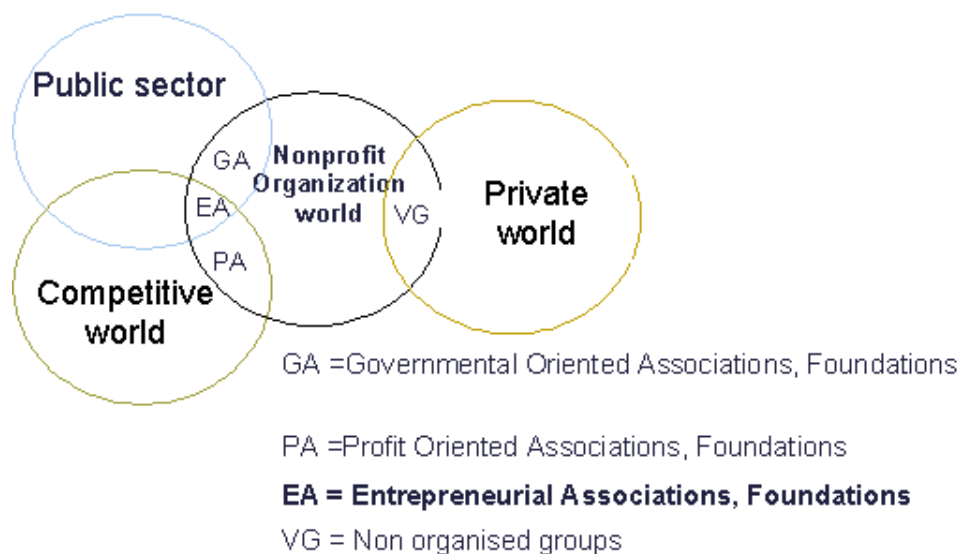 Public sector
GA
Nonprofit
Organization
world
EA
VG
Private
world
PA
Competitive
world
GA =Governmental Oriented Associations, Foundations
PA =Profit Oriented Associations, Foundations
EA = Entrepreneurial Associations, Foundations
VG = Non organised groups